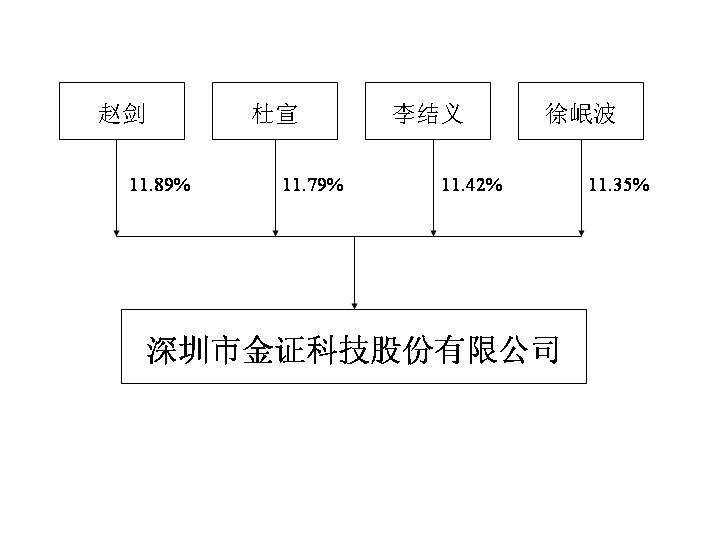 赵剑
杜宣
李结义
徐岷波
11.89%
11.79%
11.42%
11.35%
深圳市金证科技股份有限公司